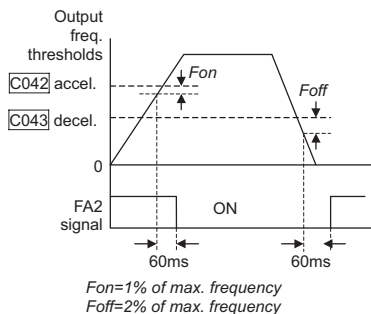 Output
freq.
thresholds
C042 accel.
Fon
Foff
C043 decel.
0
FA2
signal
ON
60ms
60ms
Fon=1% of max. frequency
Foff=2% of max. frequency